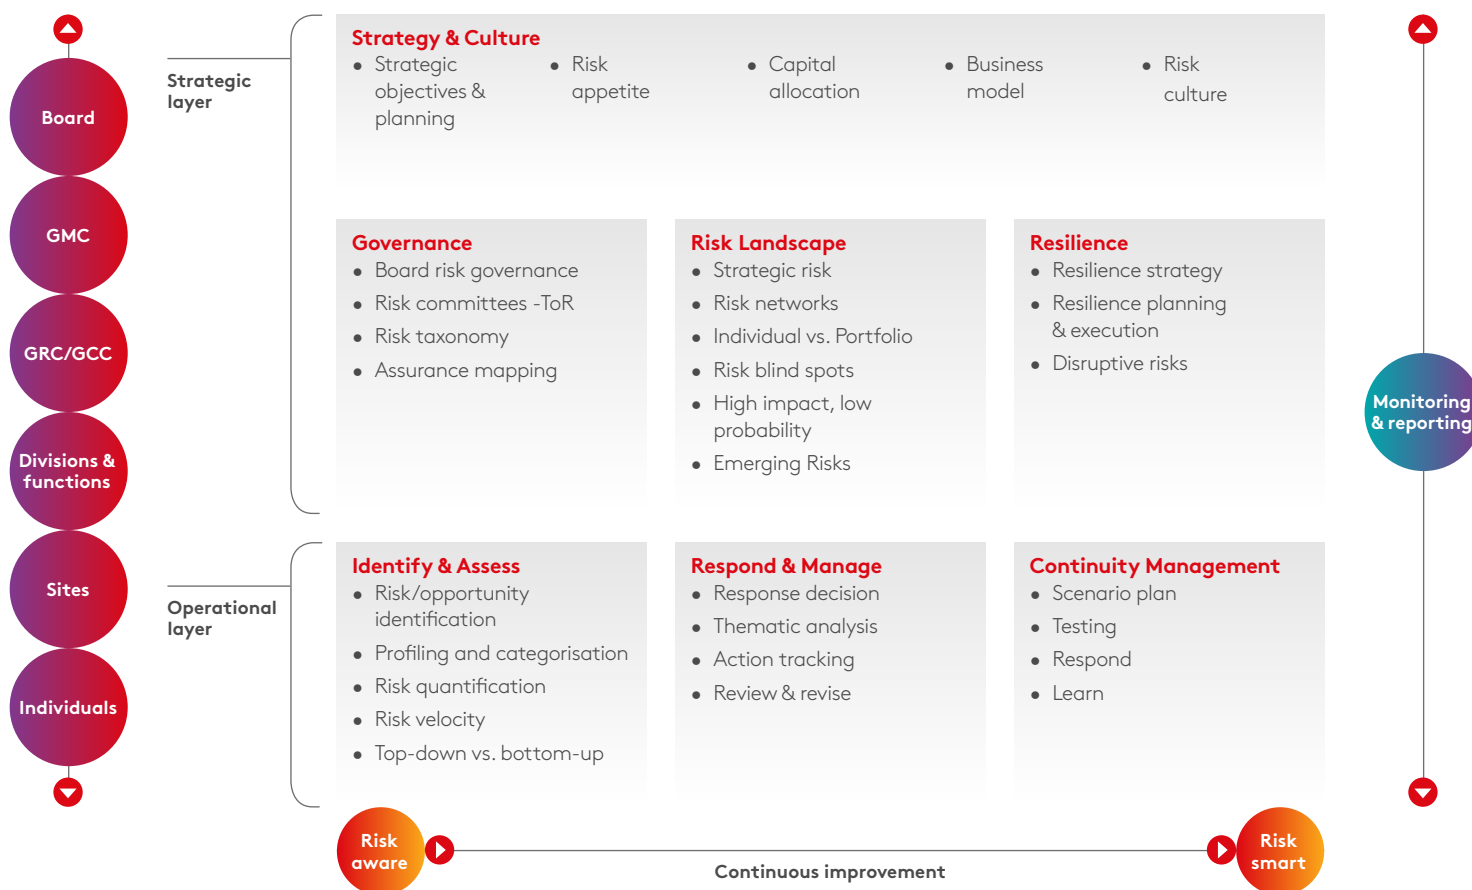 Board
GMC
GRC/GCC
Divisions &
functions
Sites
Individuals
Strategic
layer
Operational
layer
Strategy & Culture
• Strategic
objectives &
planning
• Risk
appetite
• Capital
allocation
• Business
model
• Risk
culture
Governance
• Board risk governance
• Risk committees -ToR
• Risk taxonomy
• Assurance mapping
Risk Landscape
• Strategic risk
• Risk networks
• Individual vs. Portfolio
• Risk blind spots
• High impact, low
probability
• Emerging Risks
Resilience
• Resilience strategy
• Resilience planning
& execution
• Disruptive risks
Identify & Assess
• Risk/opportunity
identification
• Profiling and categorisation
• Risk quantification
• Risk velocity
• Top-down vs. bottom-up
Respond & Manage
• Response decision
• Thematic analysis
• Action tracking
• Review & revise
Continuity Management
• Scenario plan
• Testing
• Respond
• Learn
Monitoring
& reporting
Risk
aware
Continuous improvement
Risk
smart